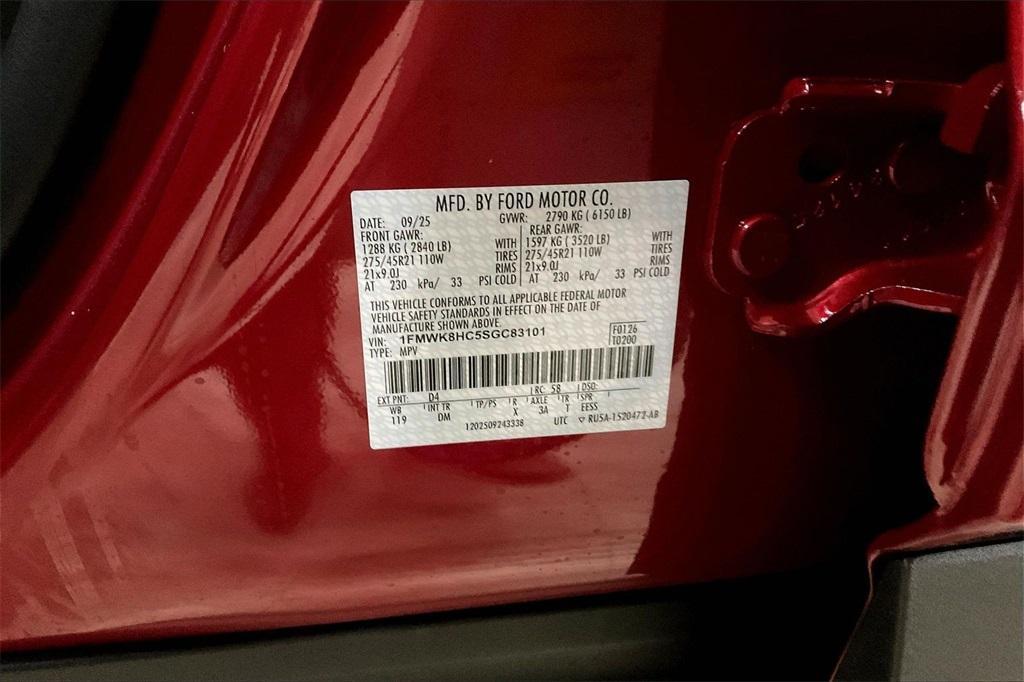 MFD. BY FORD MOTOR CO.
DATE: 09/25 GVWR: 2790 KG ( 6150 LB)
FRONT GAWR: REAR GAWR:
1288 KG ( 2840 LB) WITH 1597 KG ( 3520 LB) WITH
275/45R21 110W TIRES 275/45R21 110W TIRES
21x9.0J RIMS 21x9.0J RIMS
AT 230 kPa/ 33 PSI COLD AT 230 kPa/ 33 PSI COLD
THIS VEHICLE CONFORMS TO ALL APPLICABLE FEDERAL MOTOR
VEHICLE SAFETY STANDARDS IN EFFECT ON THE DATE OF
MANUFACTURE SHOWN ABOVE.
VIN: 1FMWK8HC5SGC83101 F0126
TYPE: MPV T0200
EXT PNT: D4 RC: 58 DSO:
WB INT TR TP/PS R AXLE TR SPR
119 DM X 3A T EESS
1202509243338 UTC ▽ RU5A-1520472-AB